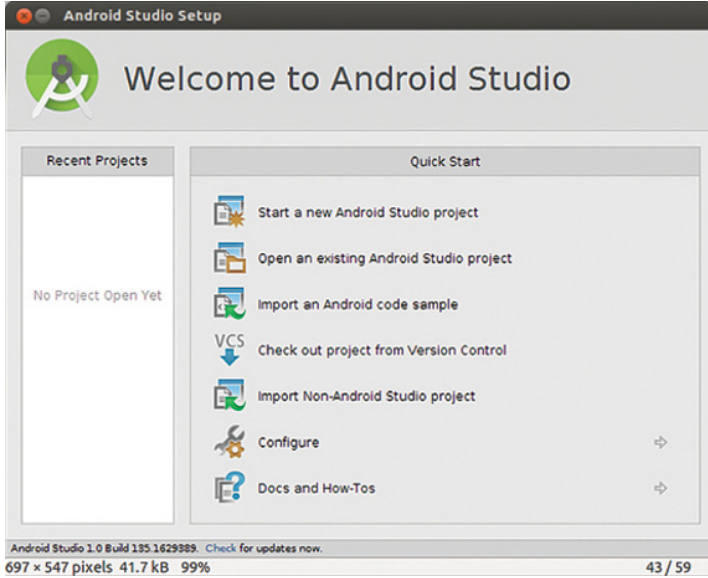 Android Studio Setup
Welcome to Android Studio
Recent Projects
No Project Open Yet
Quick Start
Start a new Android Studio project
Open an existing Android Studio project
Import an Android code sample
VCS
Check out project from Version Control
Import Non-Android Studio project
Configure
Docs and How-Tos
Android Studio 1.0 Build 135.1629389. Check for updates now.
697 × 547 pixels 41.7 kB 99%
43 / 59